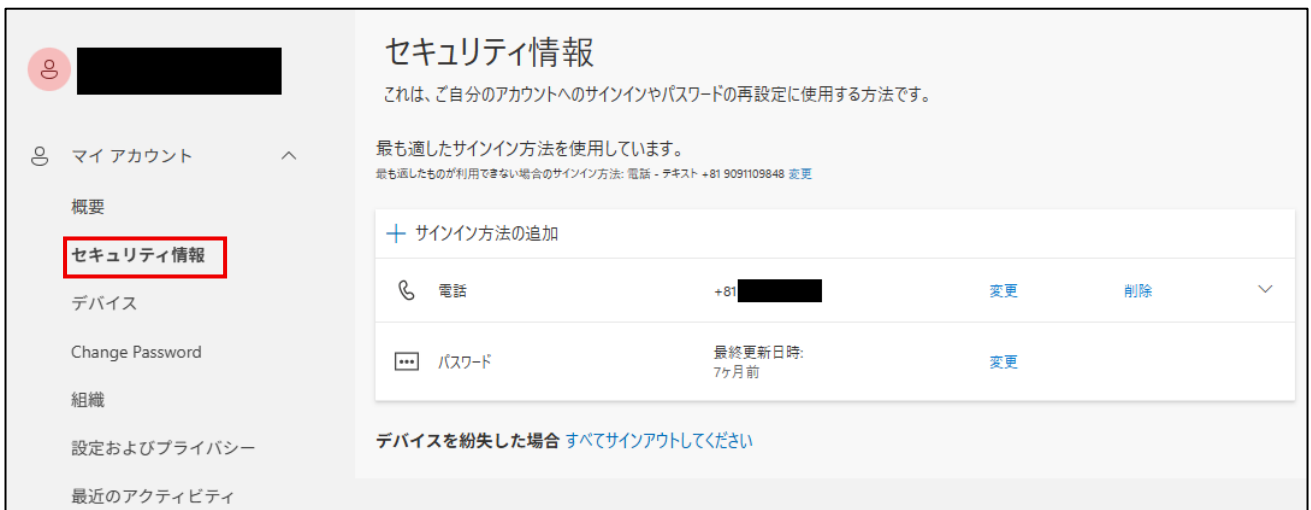 セキュリティ情報
これは、ご自分のアカウントへのサインインやパスワードの再設定に使用する方法です。
最も適したサインイン方法を使用しています。
最も適したものが利用できない場合のサインイン方法: 電話 - テキスト +81 9091109848 変更
サインイン方法の追加
電話 +81 変更 削除
パスワード 最終更新日時: 変更
7ヶ月前
デバイスを紛失した場合 すべてサインアウトしてください
マイ アカウント
概要
セキュリティ情報
デバイス
Change Password
組織
設定およびプライバシー
最近のアクティビティ